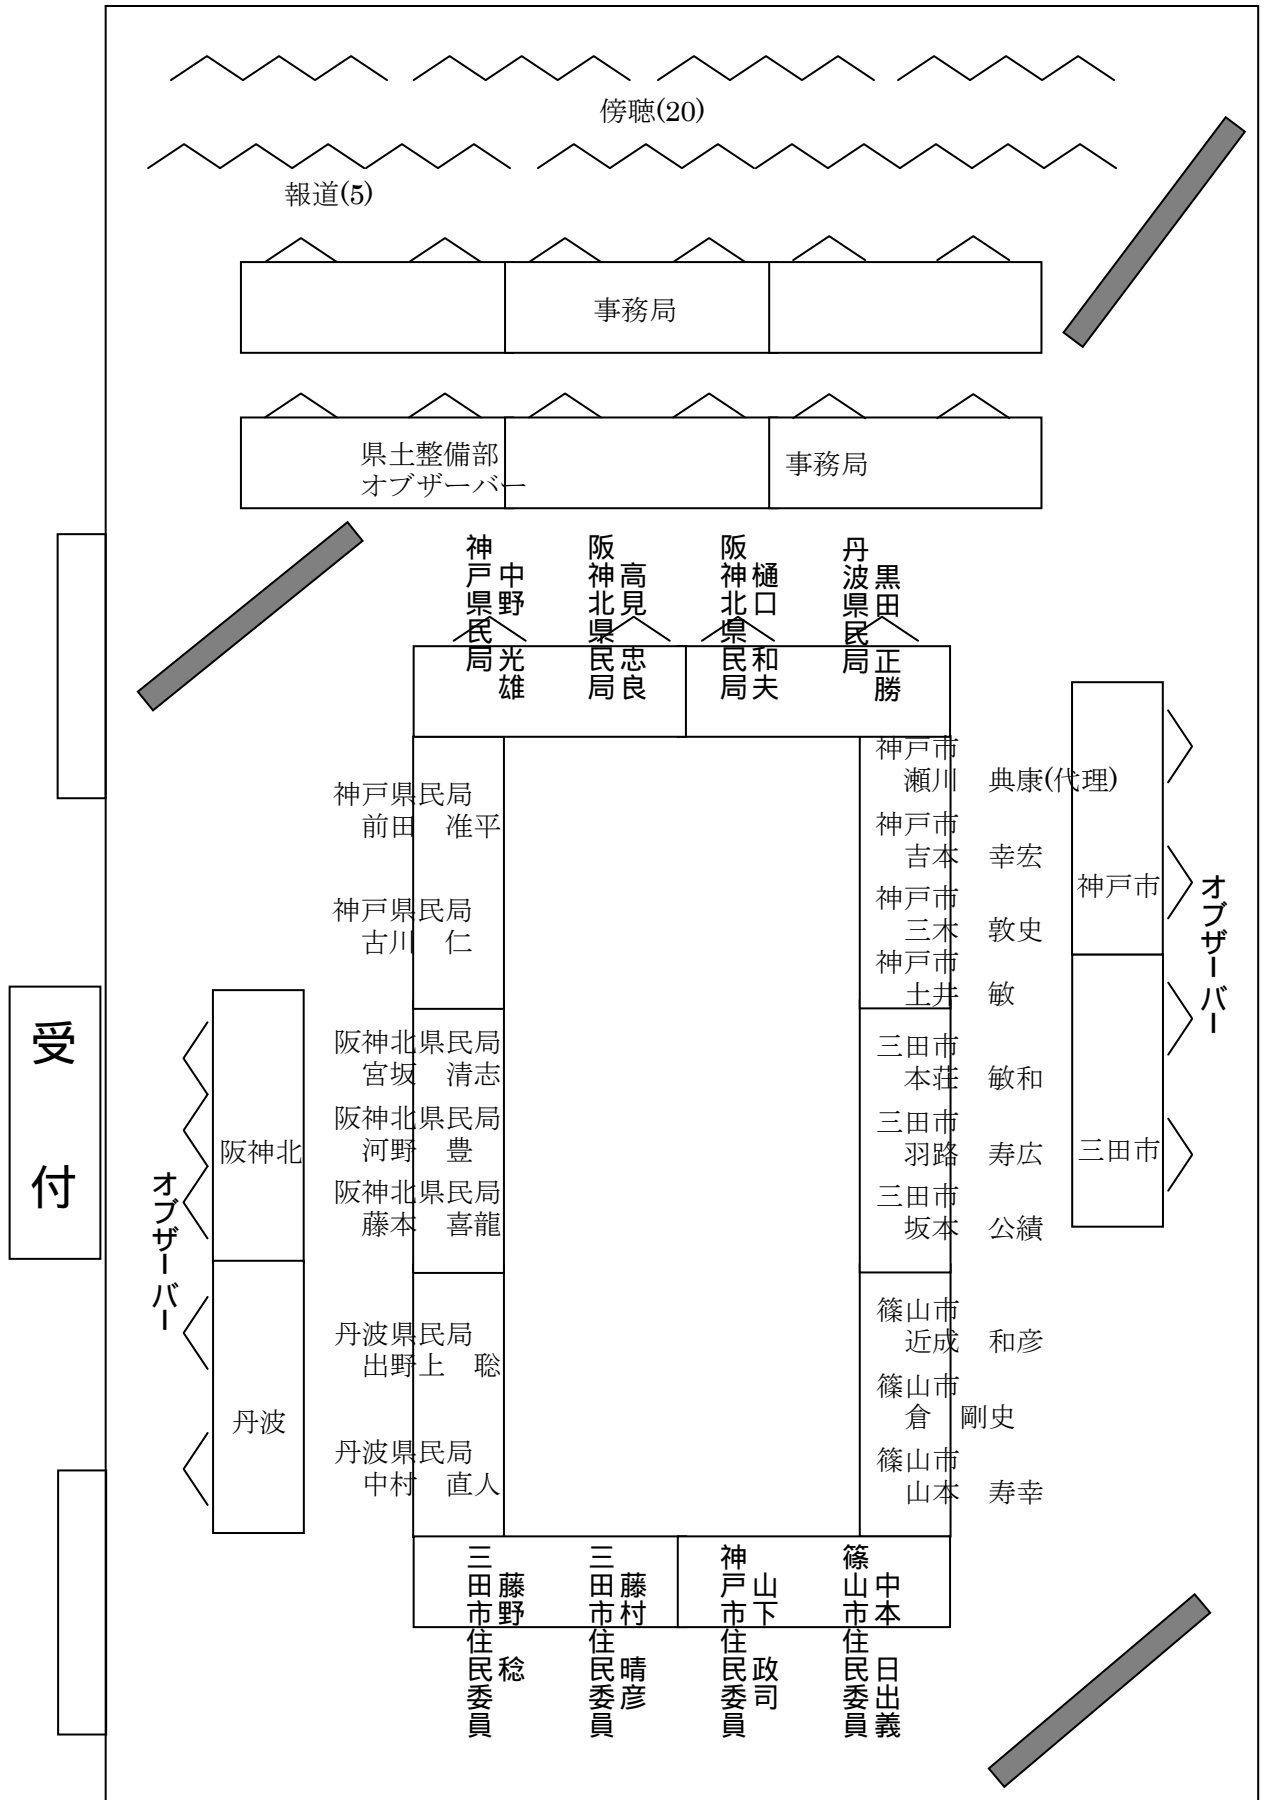 傍聴(20)
報道(5)
事務局
県土整備部
オブザーバー
事務局
神戸県民局
中野　光雄
阪神北県民局
高見　忠良
阪神北県民局
樋口　和夫
丹波県民局
黒田　正勝
神戸県民局
前田　准平
神戸県民局
古川　仁
阪神北県民局
宮坂　清志
阪神北県民局
河野　豊
阪神北県民局
藤本　喜龍
丹波県民局
出野上　聡
丹波県民局
中村　直人
神戸市
瀬川　典康(代理)
神戸市
吉本　幸宏
神戸市
三木　敦史
神戸市
土井　敏
三田市
本荘　敏和
三田市
羽路　寿広
三田市
坂本　公績
篠山市
近成　和彦
篠山市
倉　剛史
篠山市
山本　寿幸
神戸市
三田市
オブザーバー
受付
阪神北
丹波
オブザーバー
三田市住民委員
藤野　稔
三田市住民委員
藤村　晴彦
神戸市住民委員
山下　政司
篠山市住民委員
中本　日出義